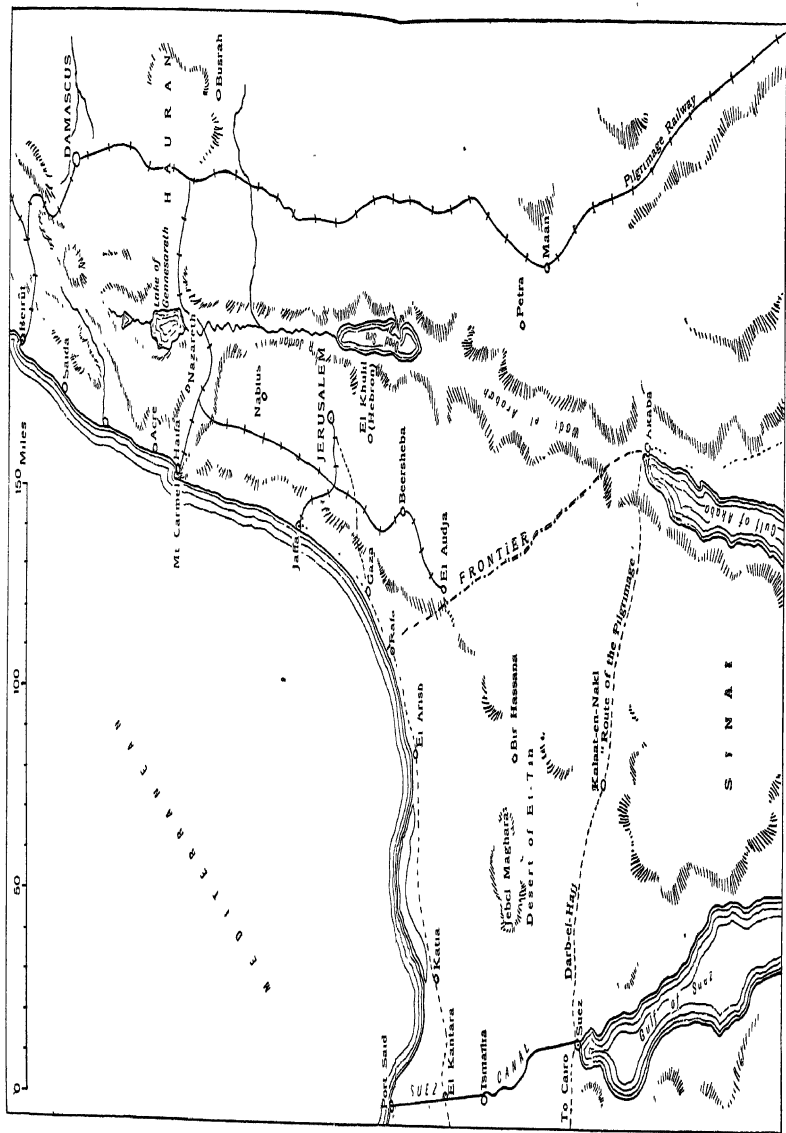 0 50 100 150 Miles
MEDITERRANEAN
Beirût
Saida
DAMASCUS
HAURAN
Busrah
Lake of
Gennesareth
Acre
Haifa
Mt Carmel
Nazareth
Nablus
Jordan
JERUSALEM
Jaffa
El Khulil
(Hebron)
Dead Sea
Gaza
Beersheba
El Audja
Rafa
FRONTIER
Petra
Maan
Pilgrimage Railway
Wadi el Arabah
Akaba
Gulf of Akaba
El Arish
Katia
Port Said
El Kantara
SUEZ
CANAL
Ismailia
Bir Hassana
Jebel Maghara
Desert of Et-Tih
Kalaat-en-Nakl
"Route of the Pilgrimage
Darb-el-Hajj
To Cairo
Suez
Gulf of Suez
SINAI